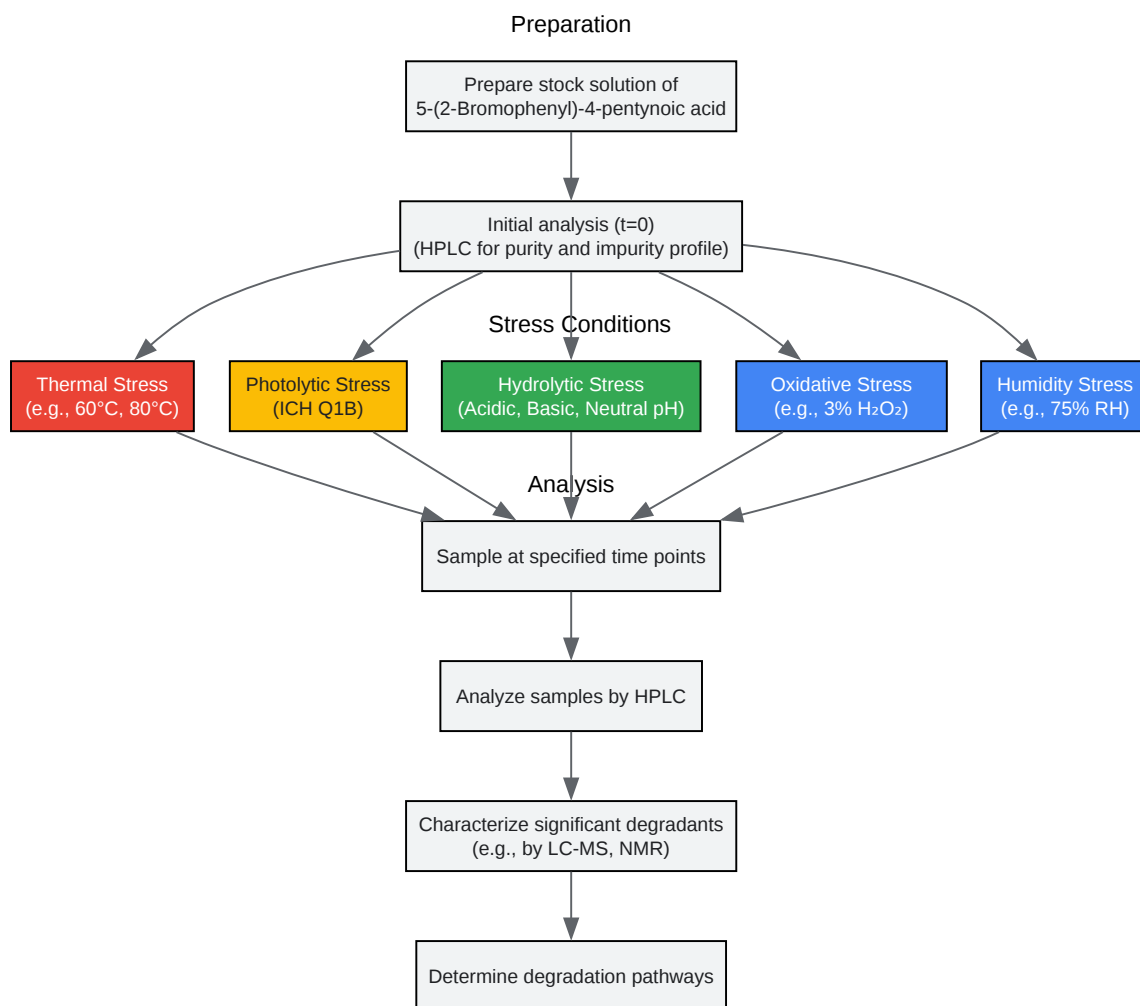 Preparation
Prepare stock solution of
5-(2-Bromophenyl)-4-pentynoic acid
Initial analysis (t=0)
(HPLC for purity and impurity profile)
Stress Conditions
Thermal Stress
(e.g., 60°C, 80°C)
Photolytic Stress
(ICH Q1B)
Hydrolytic Stress
(Acidic, Basic, Neutral pH)
Oxidative Stress
(e.g., 3% H₂O₂)
Humidity Stress
(e.g., 75% RH)
Analysis
Sample at specified time points
Analyze samples by HPLC
Characterize significant degradants
(e.g., by LC-MS, NMR)
Determine degradation pathways